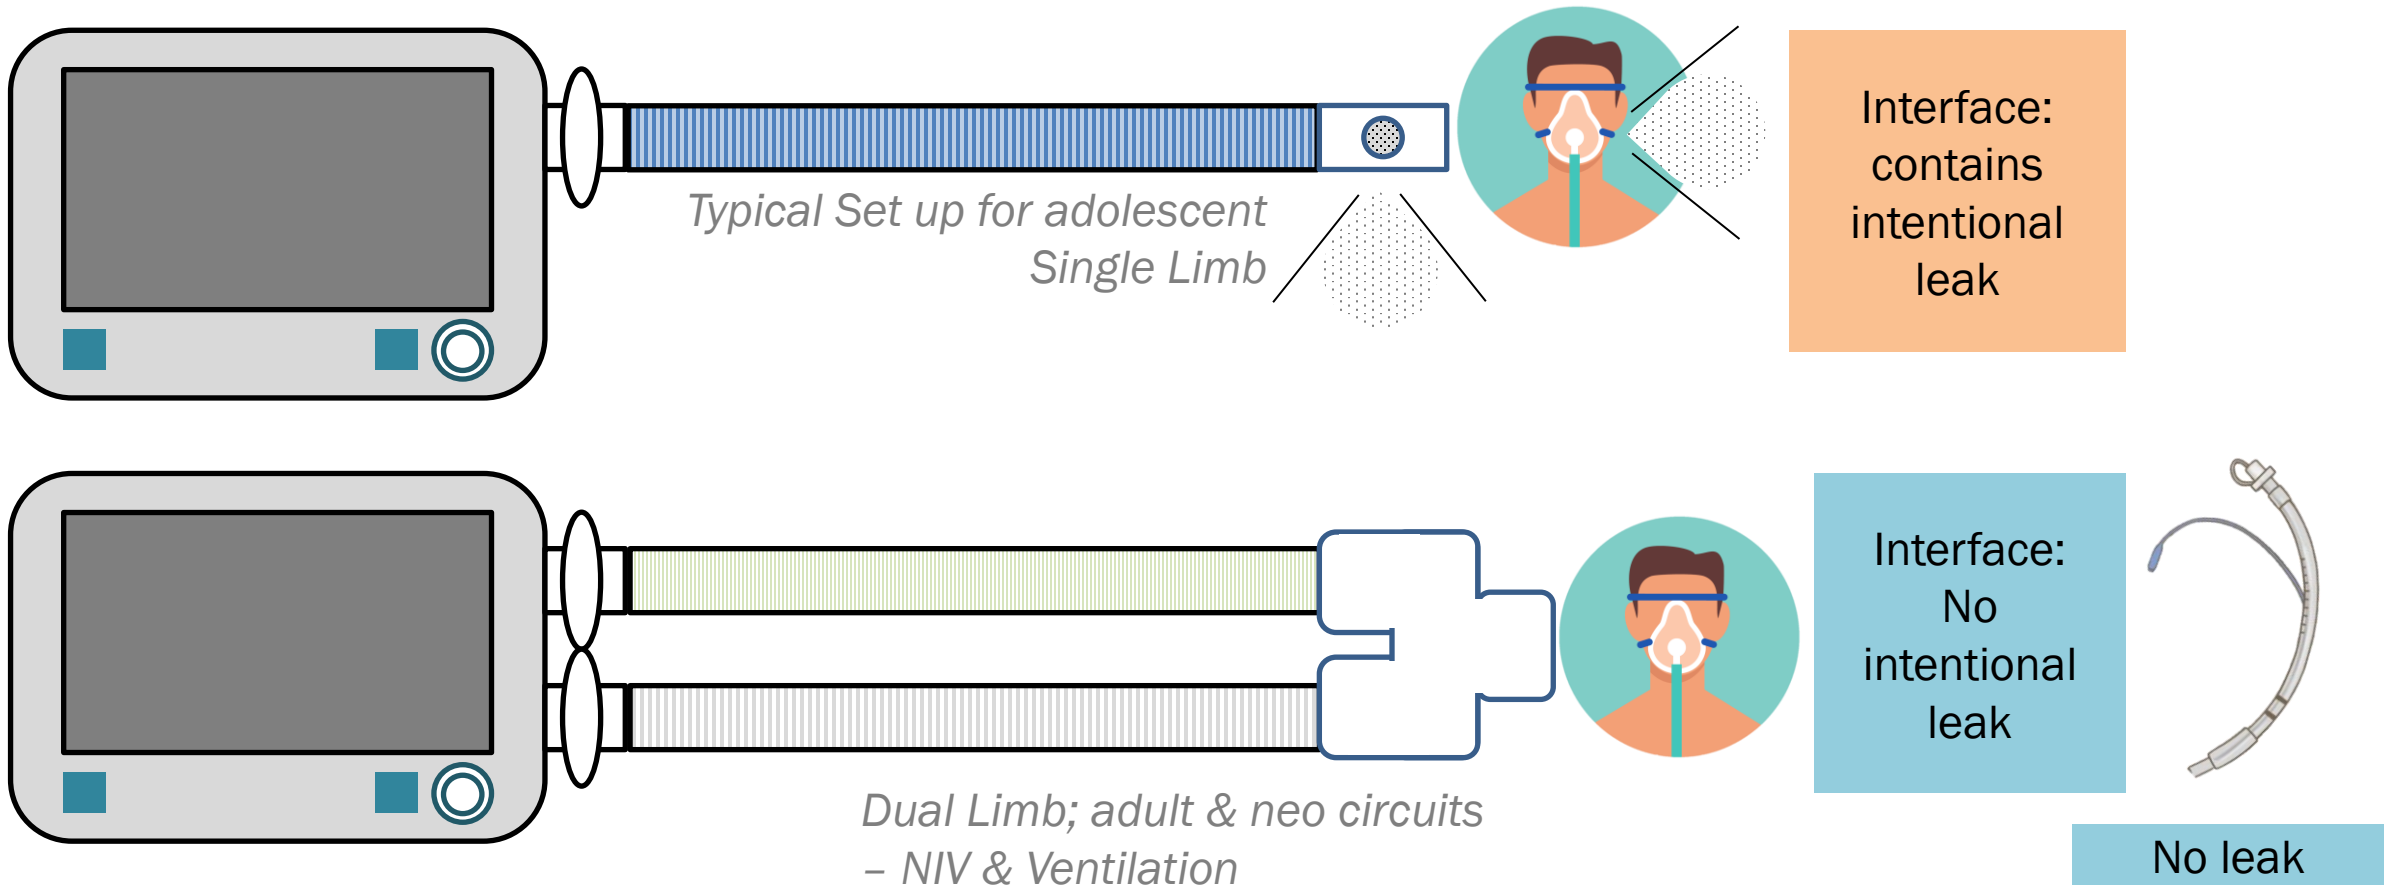 Typical Set up for adolescent
Single Limb
Interface:
contains
intentional
leak
Dual Limb; adult & neo circuits
– NIV & Ventilation
Interface:
No
intentional
leak
No leak